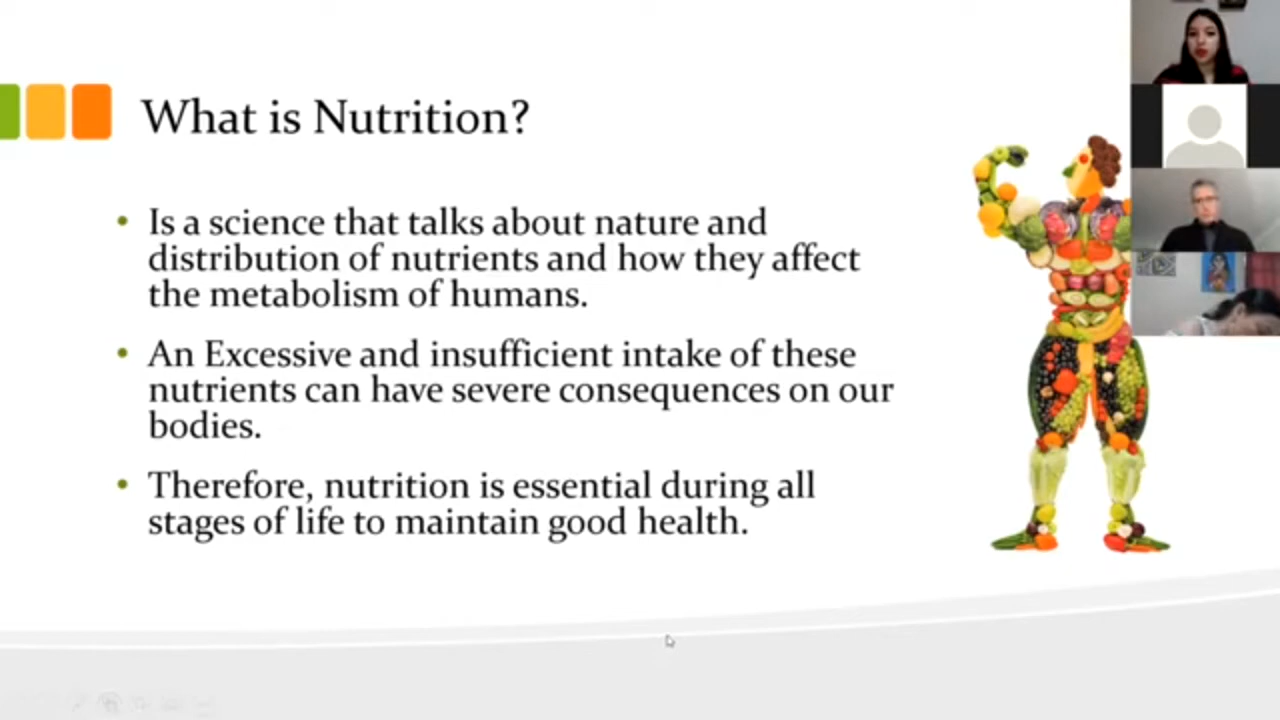 What is Nutrition?
• Is a science that talks about nature and
distribution of nutrients and how they affect
the metabolism of humans.
• An Excessive and insufficient intake of these
nutrients can have severe consequences on our
bodies.
• Therefore, nutrition is essential during all
stages of life to maintain good health.